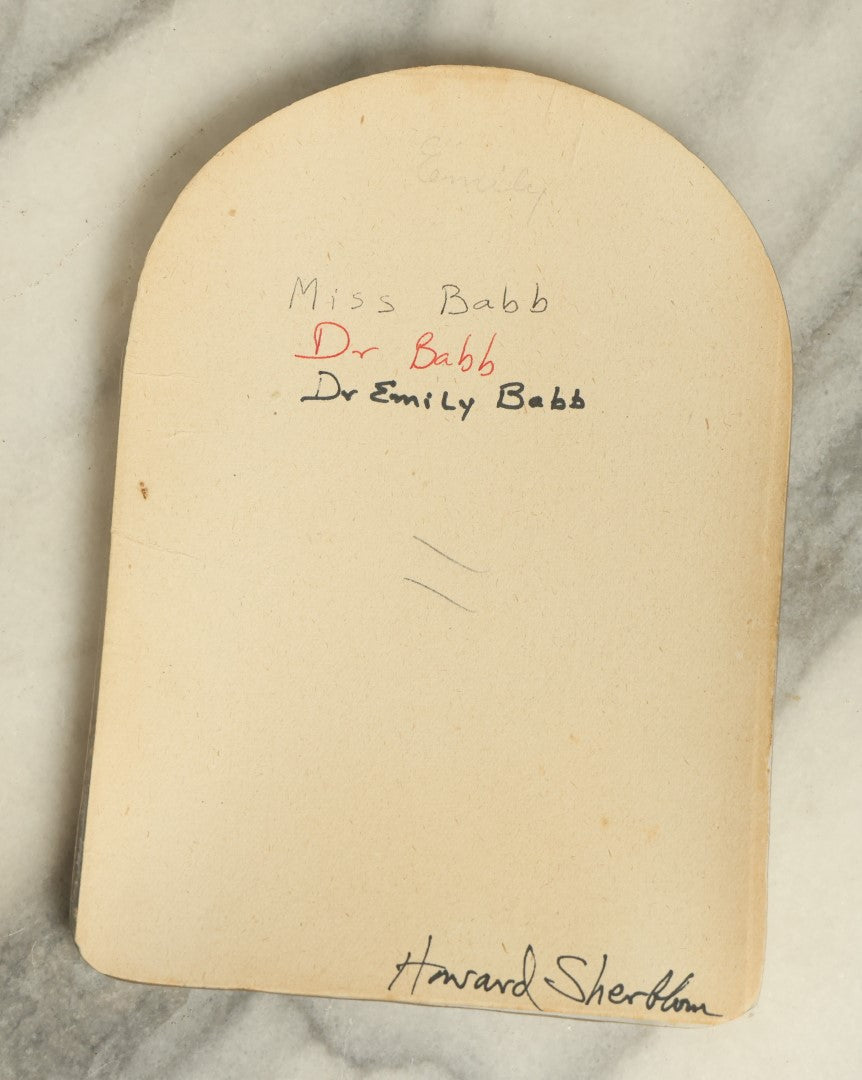 Emily
Miss Babb
Dr Babb
Dr Emily Babb
Howard Sherblom